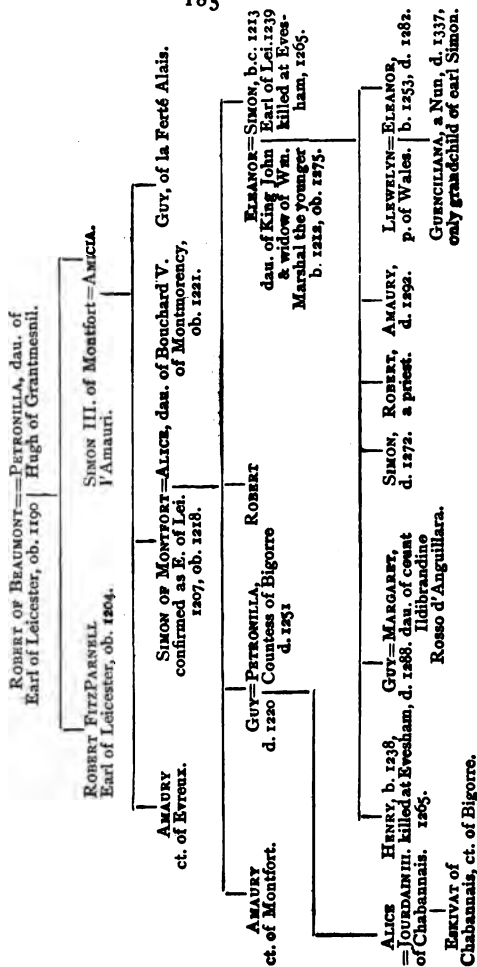 185
ROBERT OF BEAUMONT==PETRONILLA, dau. of
Earl of Leicester, ob. 1190 | Hugh of Grantmesnil.
ROBERT FITZPARNELL
Earl of Leicester, ob. 1204.
SIMON III. of Montfort=AMICIA.
l'Amauri.
AMAURY
ct. of Evreux.
SIMON OF MONTFORT=ALICE, dau. of Bouchard V.
confirmed as E. of Lei. of Montmorency,
1207, ob. 1218. ob. 1221.
GUY, of la Ferté Alais.
AMAURY
ct. of Montfort.
GUY=PETRONILLA,
d. 1220 Countess of Bigorre
d. 1251
ROBERT
ELEANOR=SIMON, b.c. 1213
dau. of King John Earl of Lei. 1239
& widow of Wm. killed at Eves-
Marshal the younger ham, 1265.
b. 1212, ob. 1275.
ALICE
=JOURDAIN III.
of Chabannais.
HENRY, b. 1238,
killed at Evesham,
1265.
GUY=MARGARET,
d. 1288. dau. of count
Ildibrandine
Rosso d'Anguillara.
SIMON,
d. 1272.
ROBERT,
a priest.
AMAURY,
d. 1292.
LLEWELYN=ELEANOR,
p. of Wales. b. 1253, d. 1282.
ESKIVAT of
Chabannais, ct. of Bigorre.
GUENCILIANA, a Nun, d. 1337,
only grandchild of earl Simon.